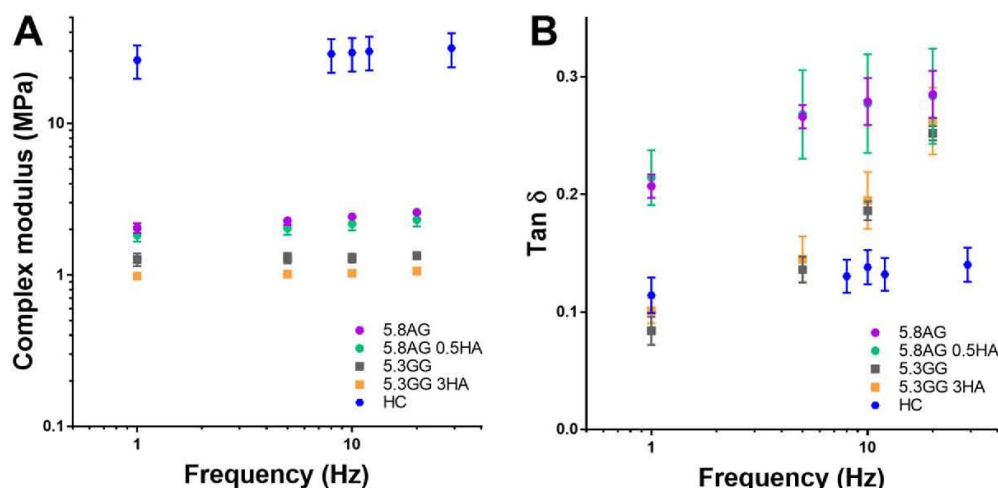 A
Complex modulus (MPa)
10
1
0.1
1
10
Frequency (Hz)
5.8AG
5.8AG 0.5HA
5.3GG
5.3GG 3HA
HC
B
Tan δ
0.3
0.2
0.1
0.0
1
10
Frequency (Hz)
5.8AG
5.8AG 0.5HA
5.3GG
5.3GG 3HA
HC